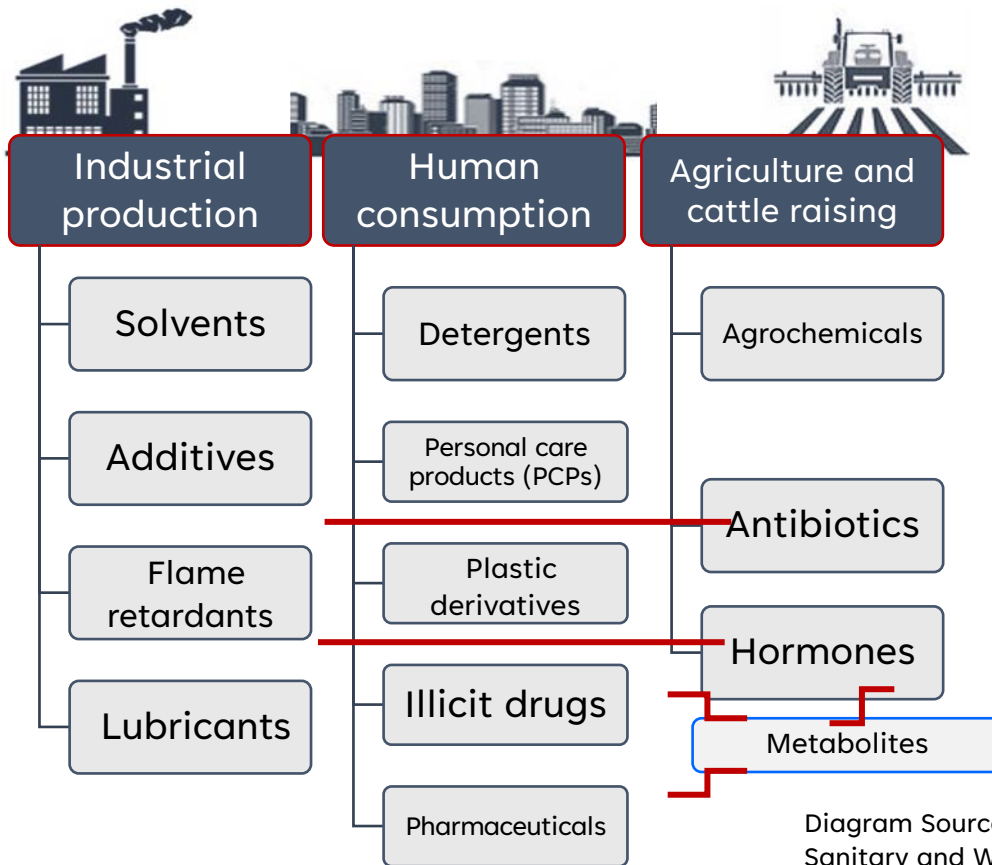 Industrial
production
Solvents
Additives
Flame
retardants
Lubricants
Human
consumption
Detergents
Personal care
products (PCPs)
Plastic
derivatives
Illicit drugs
Pharmaceuticals
Agriculture and
cattle raising
Agrochemicals
Antibiotics
Hormones
Metabolites
Diagram Source
Sanitary and W